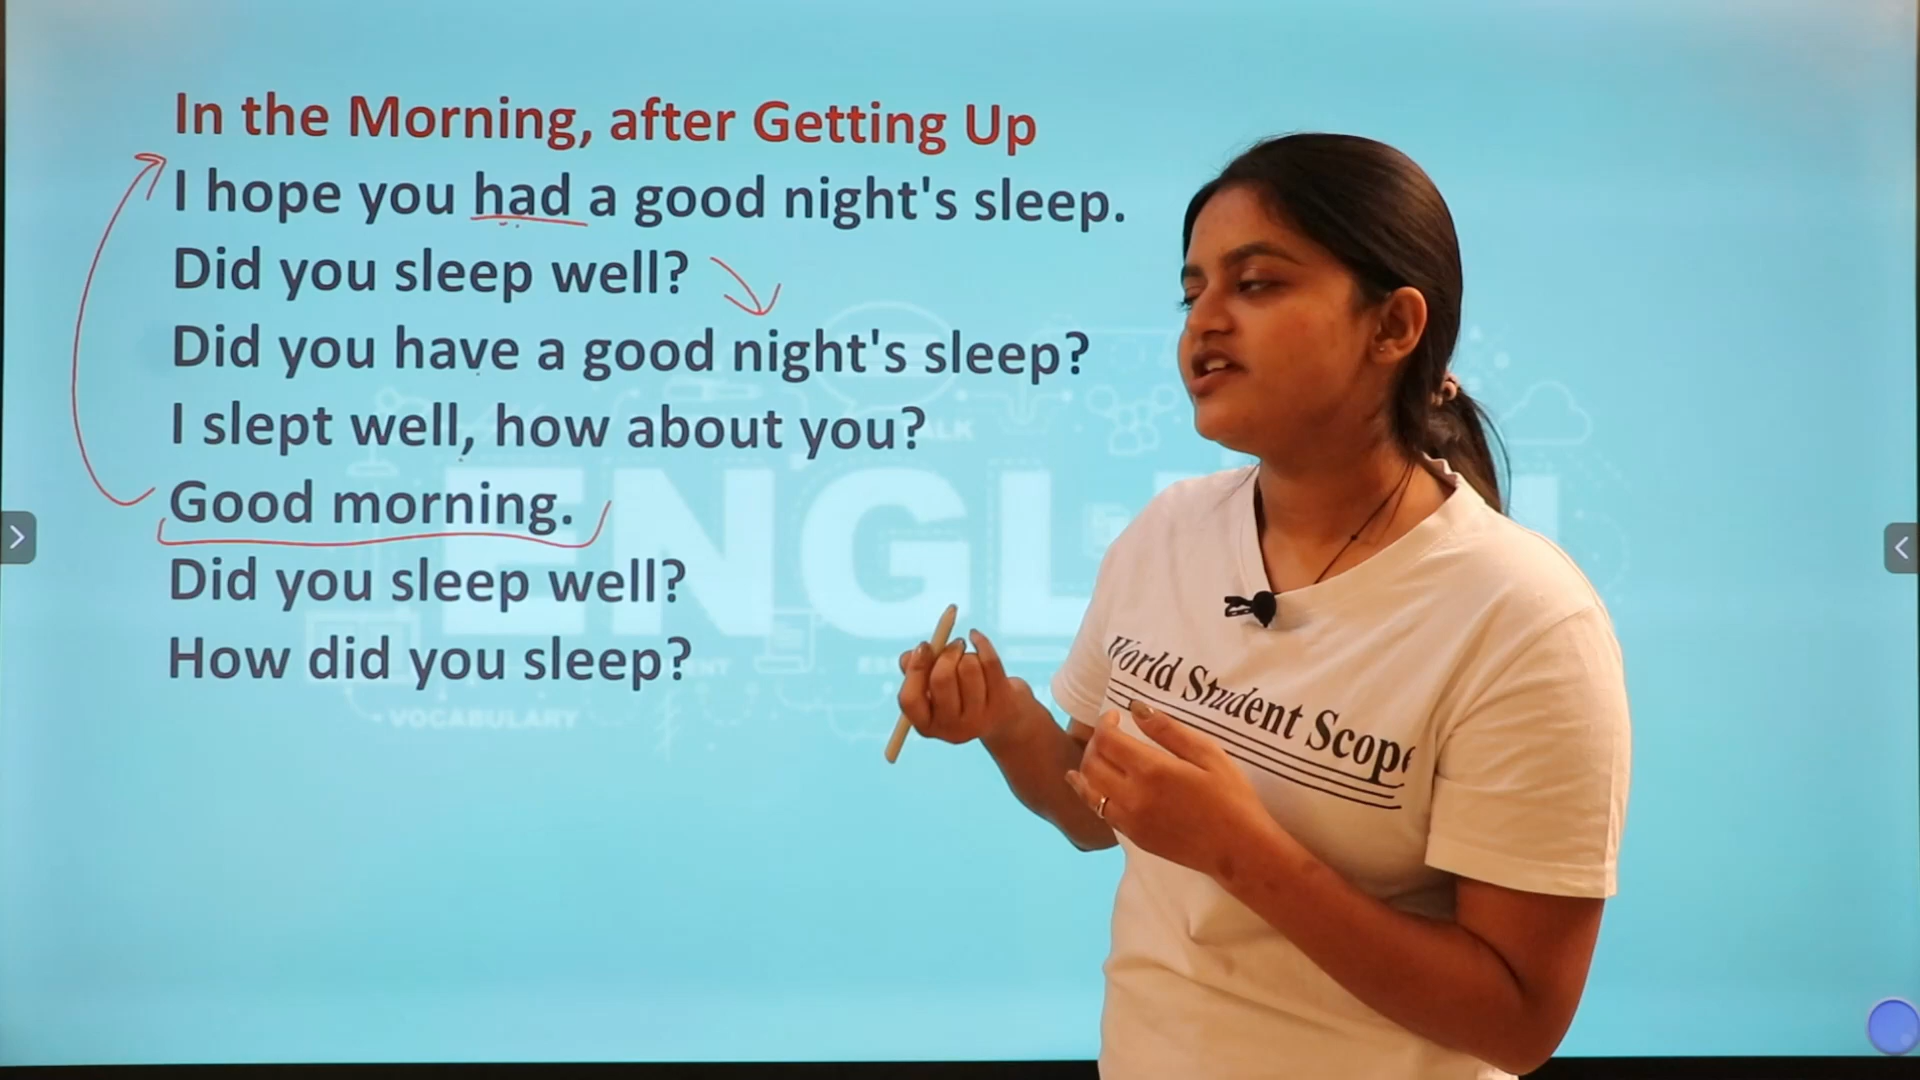 In the Morning, after Getting Up
I hope you had a good night's sleep.
Did you sleep well?
Did you have a good night's sleep?
I slept well, how about you?
Good morning.
Did you sleep well?
How did you sleep?
ENGL
VOCABULARY
World Student Scope